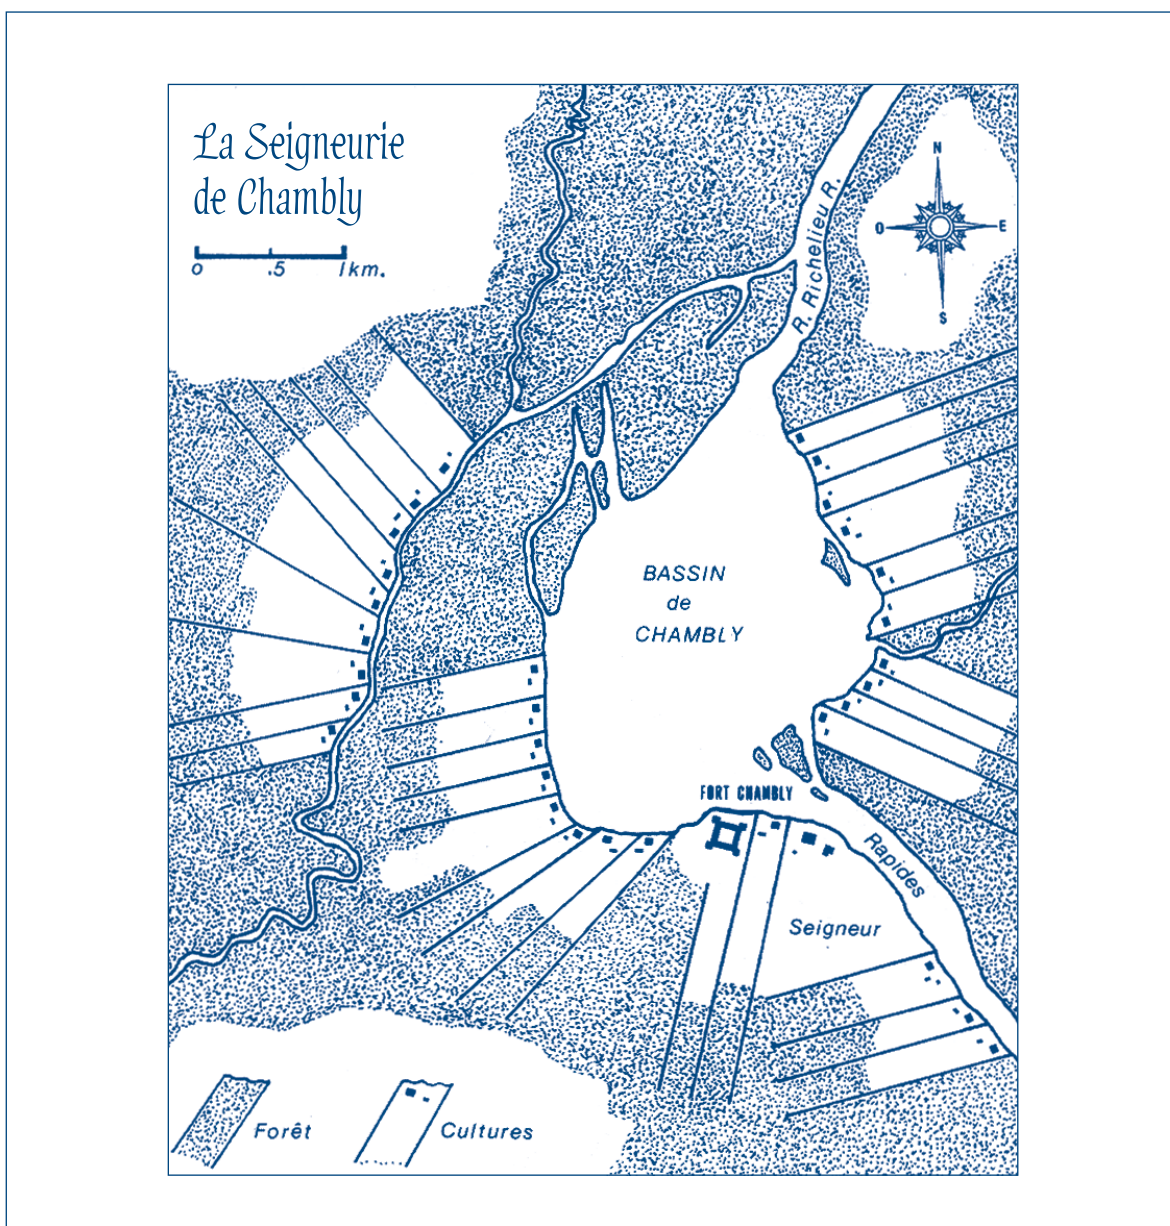 La Seigneurie
de Chambly
0 .5 1km.
N
O E
S
R. Richelieu R.
BASSIN
de
CHAMBLY
FORT CHAMBLY
Rapides
Seigneur
Forêt
Cultures